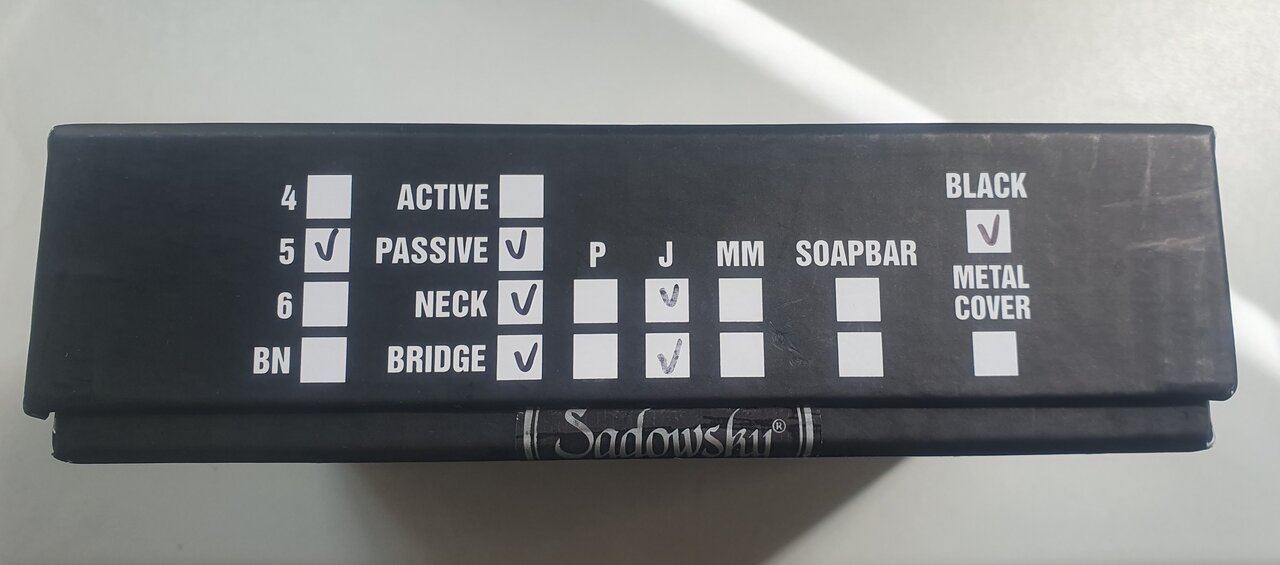 4 ACTIVE BLACK
5 ✓ PASSIVE ✓ P J MM SOAPBAR ✓
6 NECK ✓ ✓ METAL COVER
BN BRIDGE ✓ ✓
Sadowsky®